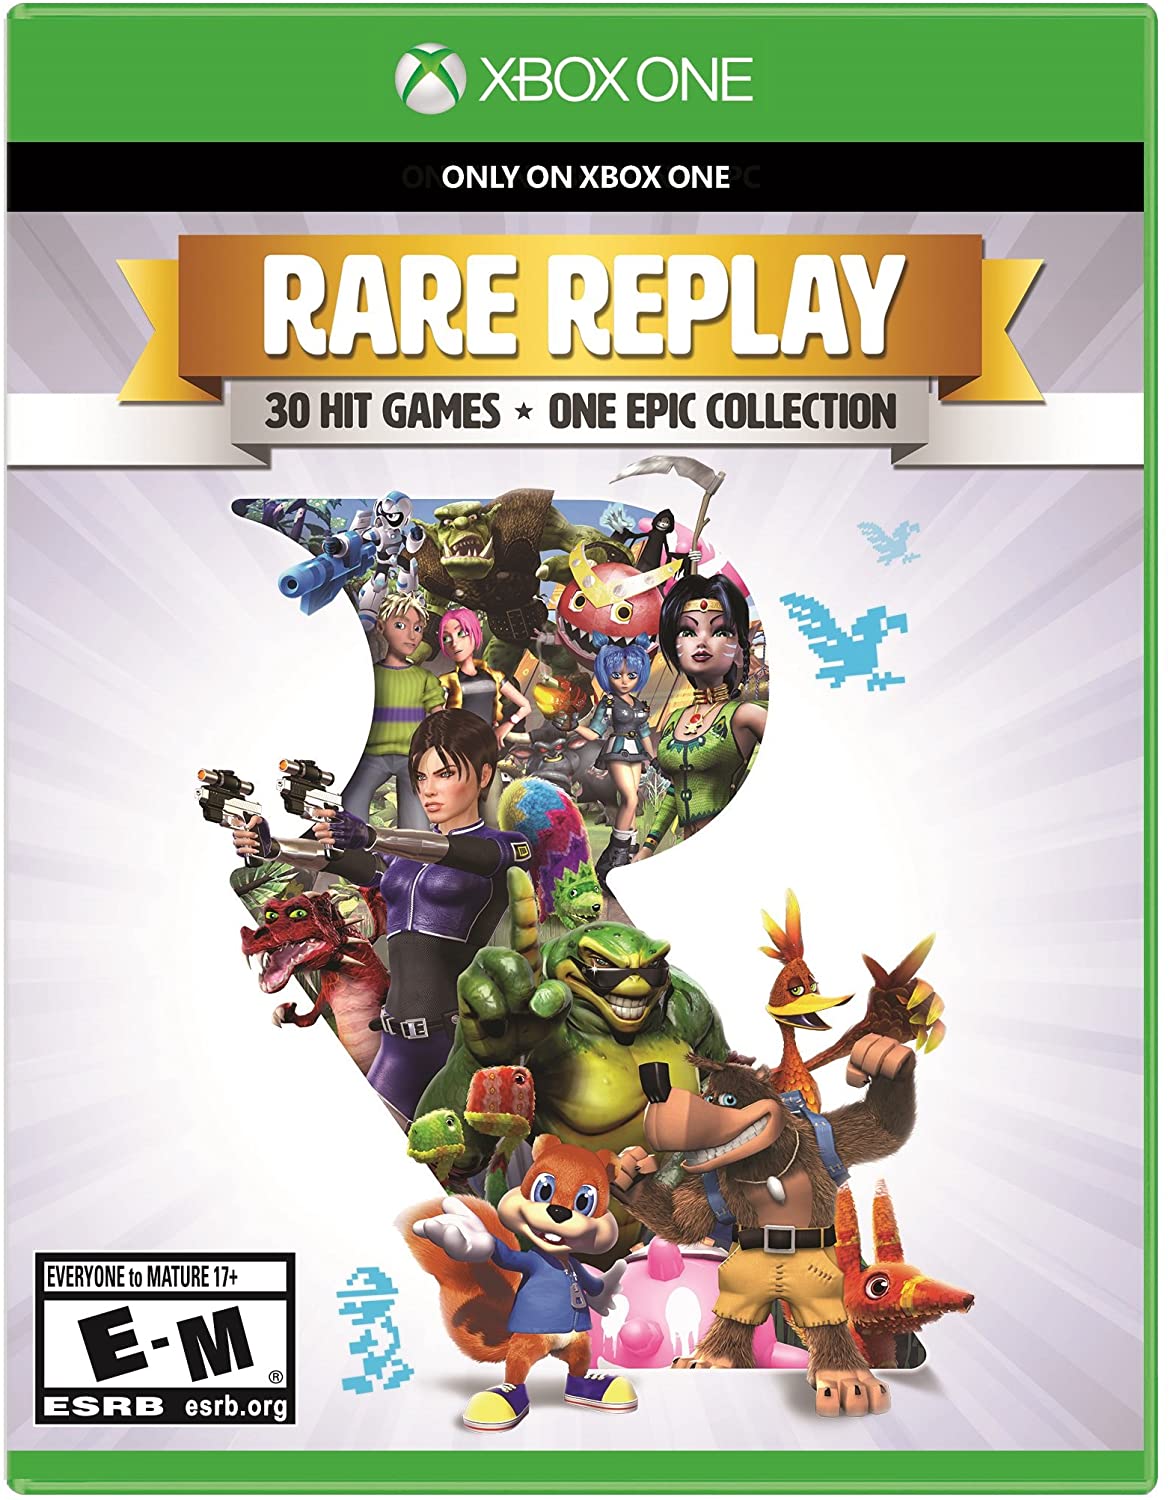 XBOX ONE
ONLY ON XBOX ONE
RARE REPLAY
30 HIT GAMES ★ ONE EPIC COLLECTION
EVERYONE to MATURE 17+
E-M
®
ESRB esrb.org